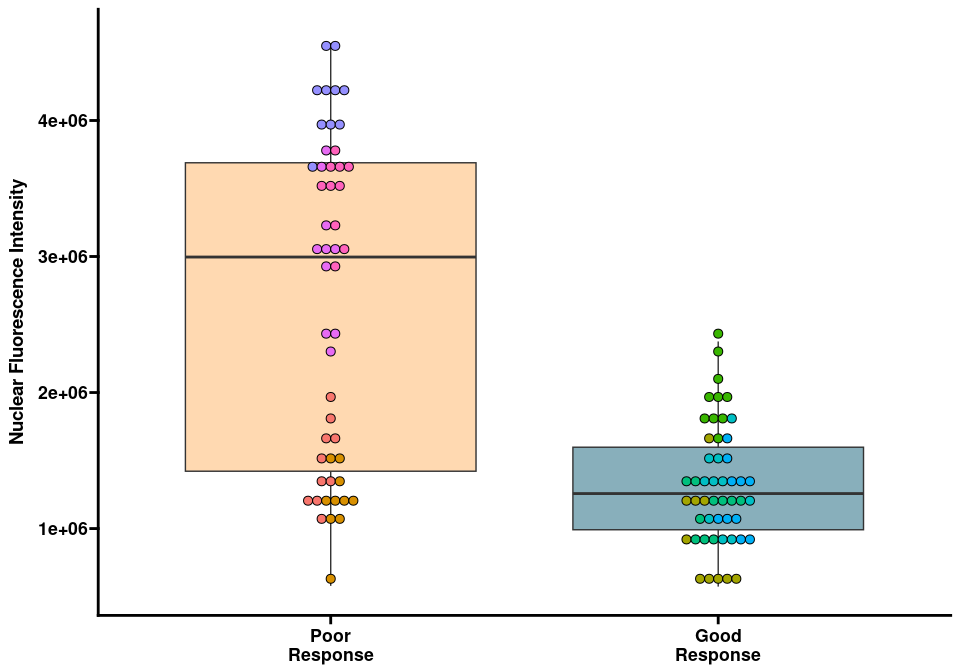 Nuclear Fluorescence Intensity
4e+06
3e+06
2e+06
1e+06
Poor
Response
Good
Response